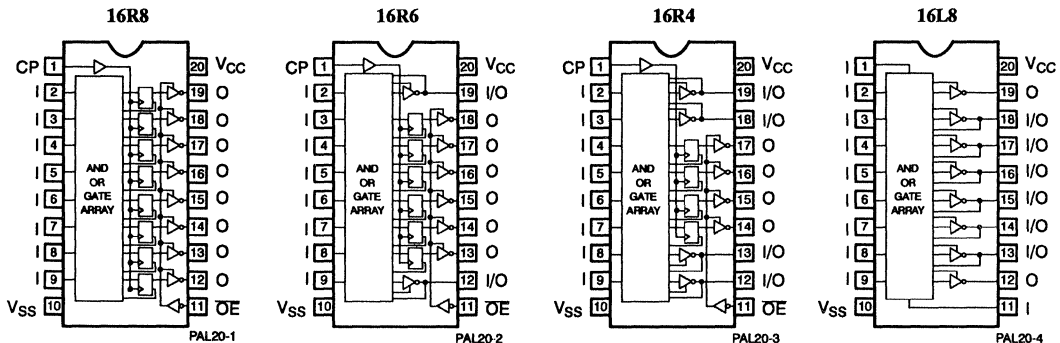 16R8
CP 1 20 VCC
I 2 19 O
I 3 18 O
I 4 17 O
I 5 16 O
I 6 15 O
I 7 14 O
I 8 13 O
I 9 12 O
VSS 10 11 OE
AND
OR
GATE
ARRAY
PAL20-1
16R6
CP 1 20 VCC
I 2 19 I/O
I 3 18 O
I 4 17 O
I 5 16 O
I 6 15 O
I 7 14 O
I 8 13 O
I 9 12 I/O
VSS 10 11 OE
AND
OR
GATE
ARRAY
PAL20-2
16R4
CP 1 20 VCC
I 2 19 I/O
I 3 18 I/O
I 4 17 O
I 5 16 O
I 6 15 O
I 7 14 O
I 8 13 I/O
I 9 12 I/O
VSS 10 11 OE
AND
OR
GATE
ARRAY
PAL20-3
16L8
I 1 20 VCC
I 2 19 O
I 3 18 I/O
I 4 17 I/O
I 5 16 I/O
I 6 15 I/O
I 7 14 I/O
I 8 13 I/O
I 9 12 O
VSS 10 11 I
AND
OR
GATE
ARRAY
PAL20-4